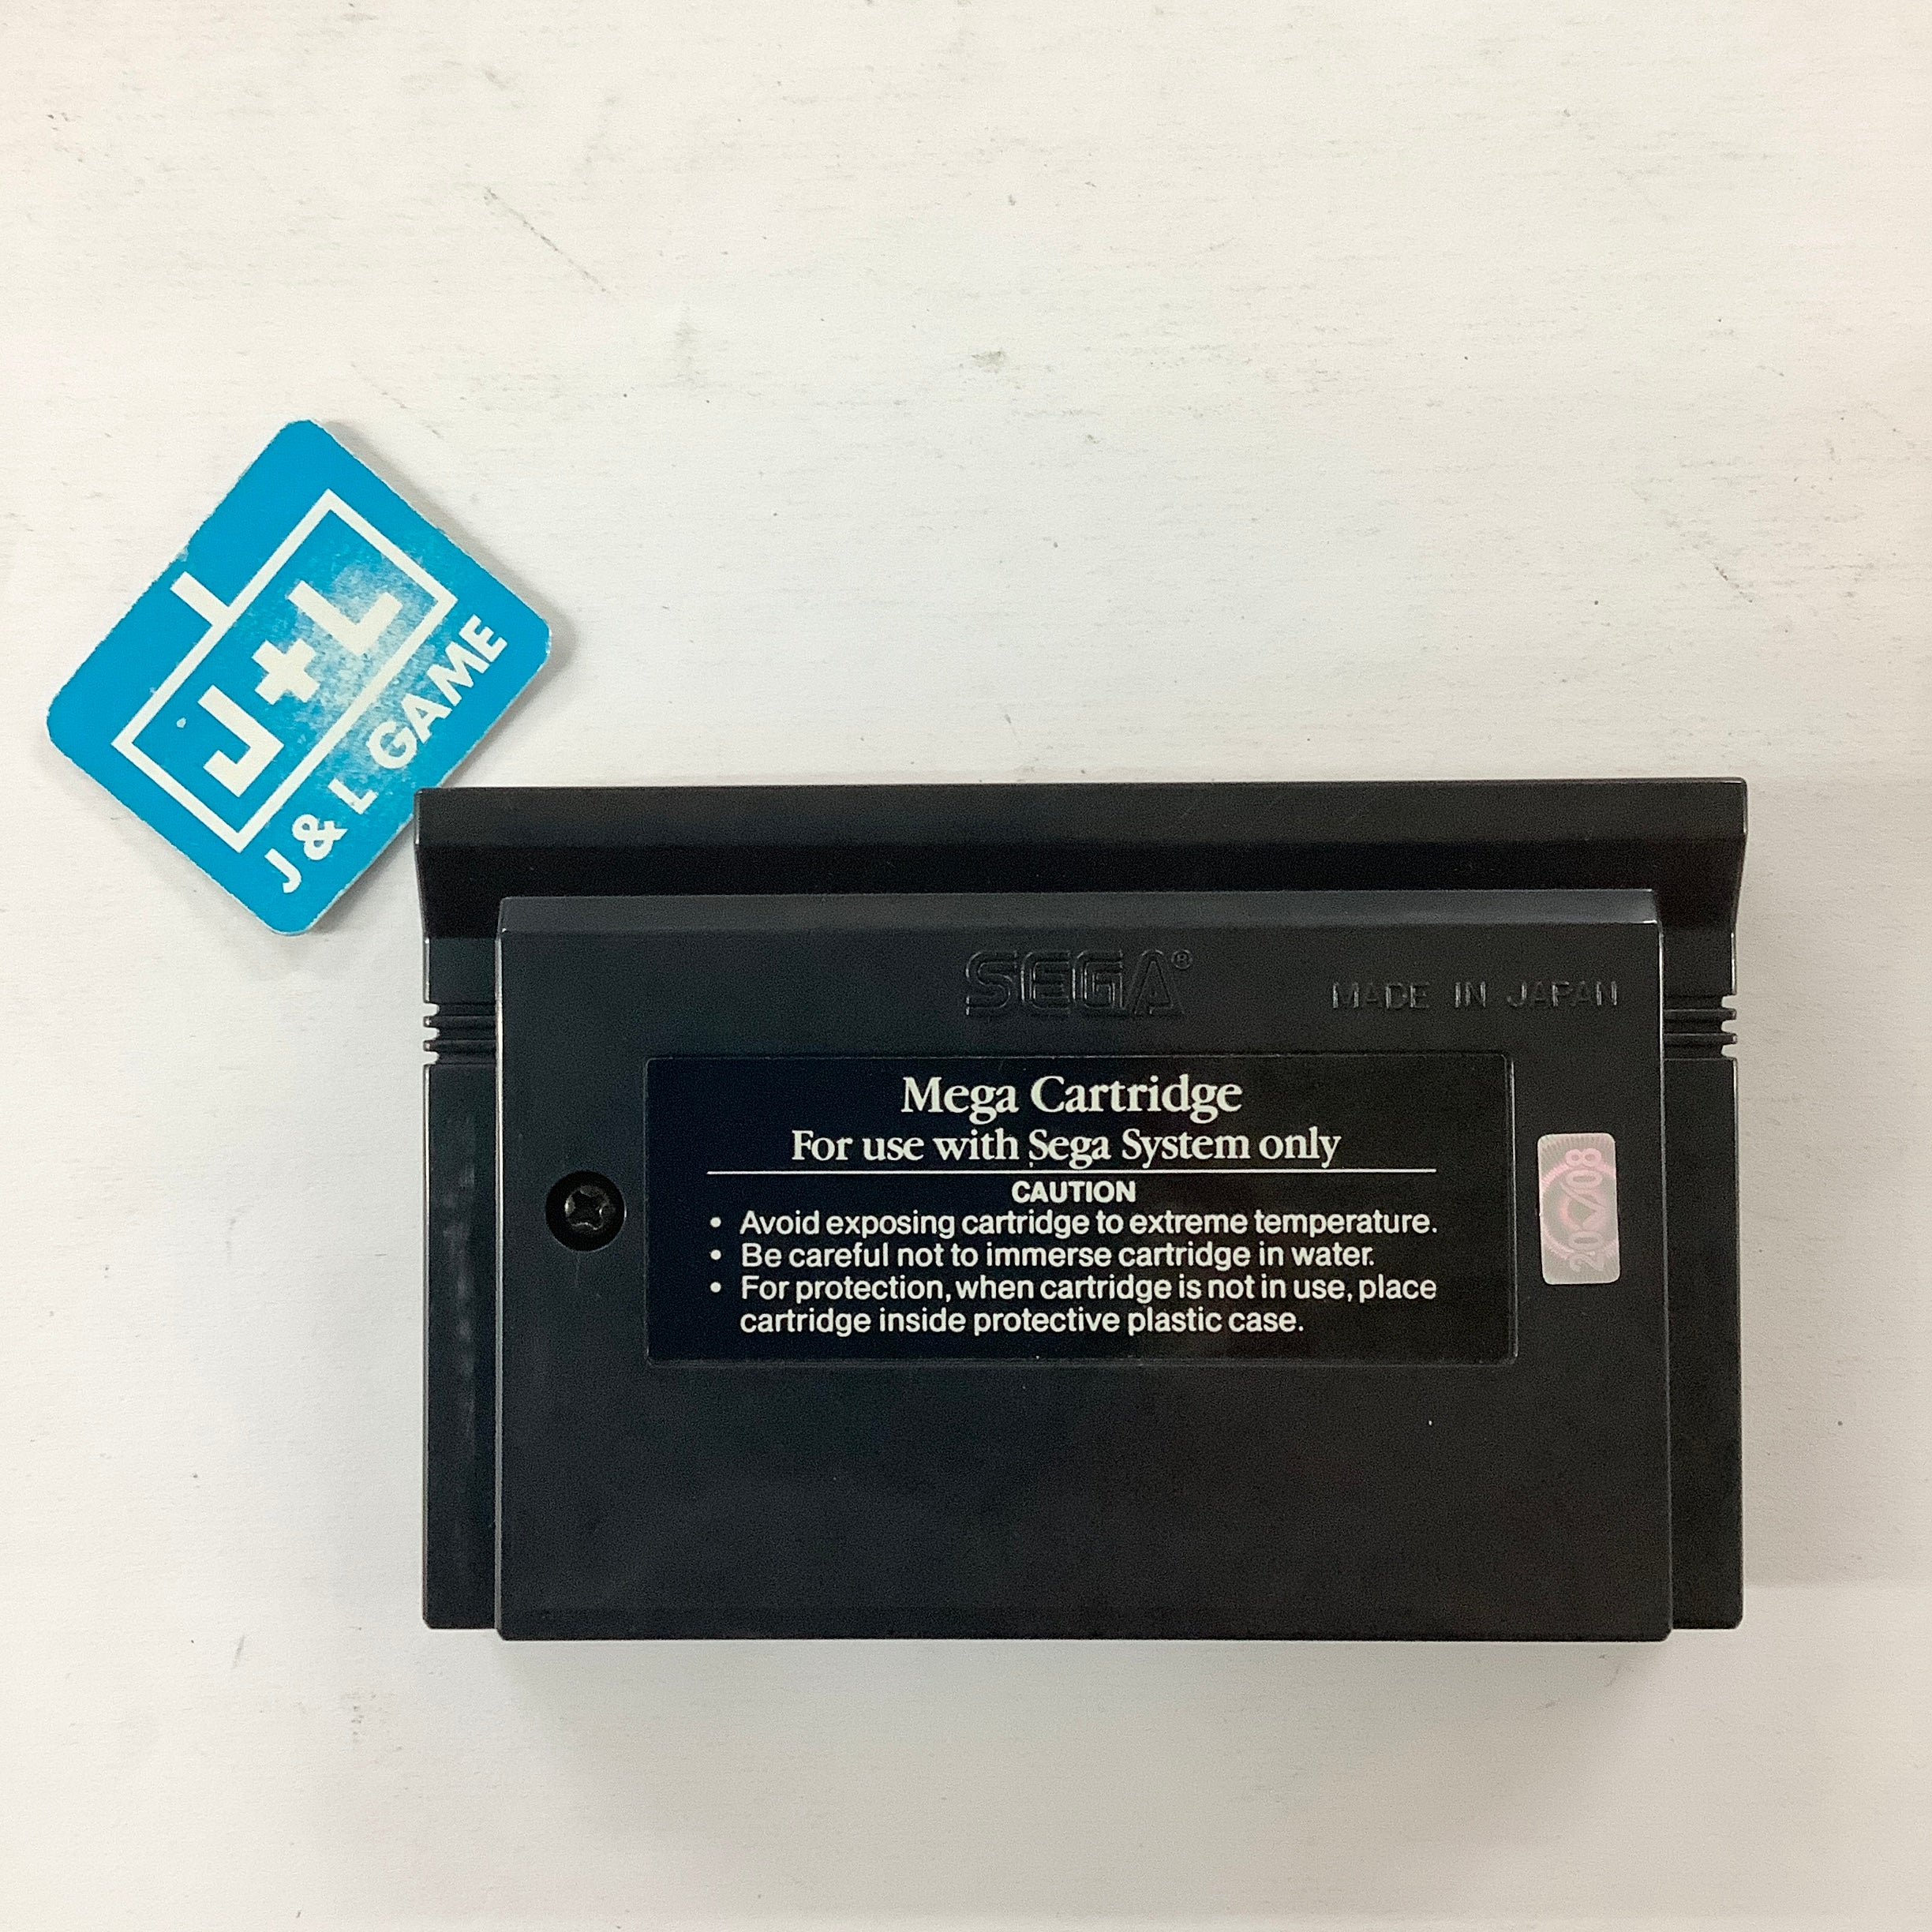 J+L
J & L GAME
SEGA®
MADE IN JAPAN
Mega Cartridge
For use with Sega System only
CAUTION
• Avoid exposing cartridge to extreme temperature.
• Be careful not to immerse cartridge in water.
• For protection, when cartridge is not in use, place
cartridge inside protective plastic case.